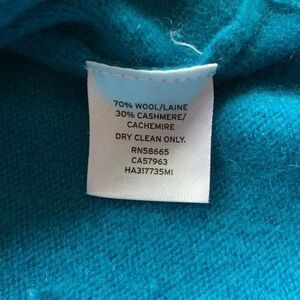 70% WOOL/LAINE
30% CASHMERE/
CACHEMIRE
DRY CLEAN ONLY.
RN58665
CA57963
HA317735MI